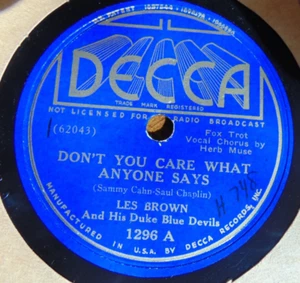 U.S. PATENT
DECCA
TRADE MARK REGISTERED
NOT LICENSED FOR RADIO BROADCAST
(62043)
Fox Trot
Vocal Chorus by
Herb Muse
DON'T YOU CARE WHAT
ANYONE SAYS
(Sammy Cahn-Saul Chaplin)
LES BROWN
And His Duke Blue Devils
1296 A
MANUFACTURED IN U.S.A. BY DECCA RECORDS, INC.